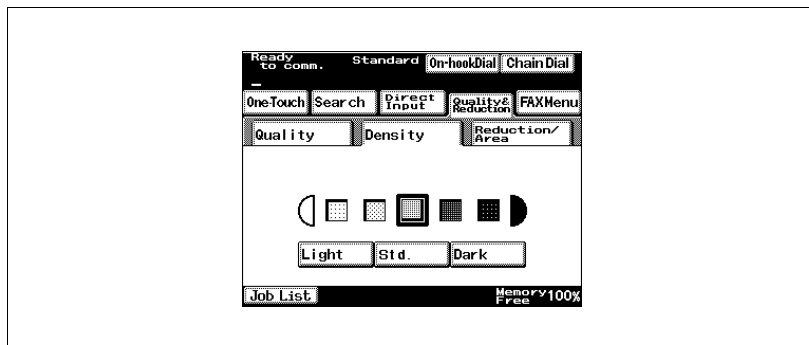 Ready
to comm.
Standard
On-hookDial
Chain Dial
One-Touch
Search
Direct
Input
Quality&
Reduction
FAXMenu
Quality
Density
Reduction/
Area
Light
Std.
Dark
Job List
Memory
Free
100%